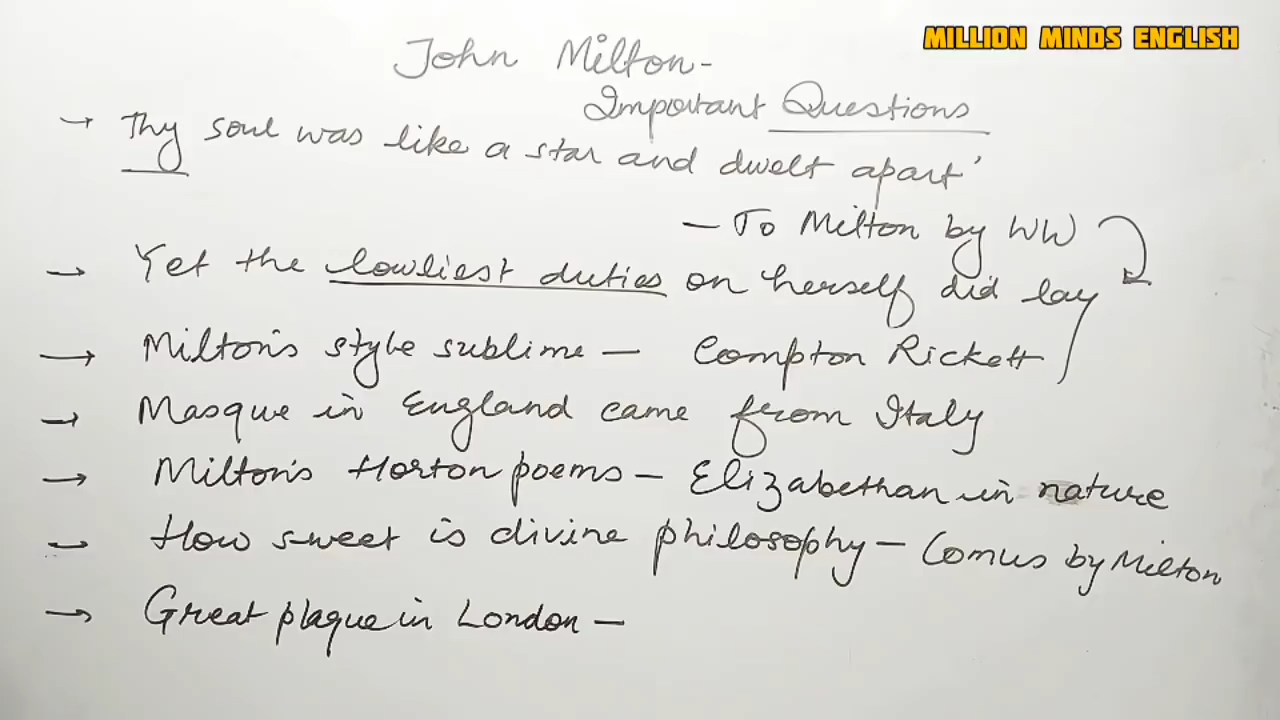 MILLION MINDS ENGLISH
John Milton-
Important Questions
→ Thy soul was like a star and dwelt apart'
- To Milton by WW
→ Yet the lowliest duties on herself did lay
→ Milton's style sublime - Compton Rickett
→ Masque in England came from Italy
→ Milton's Horton poems - Elizabethan in nature
→ How sweet is divine philosophy - Comus by Milton
→ Great plaque in London -